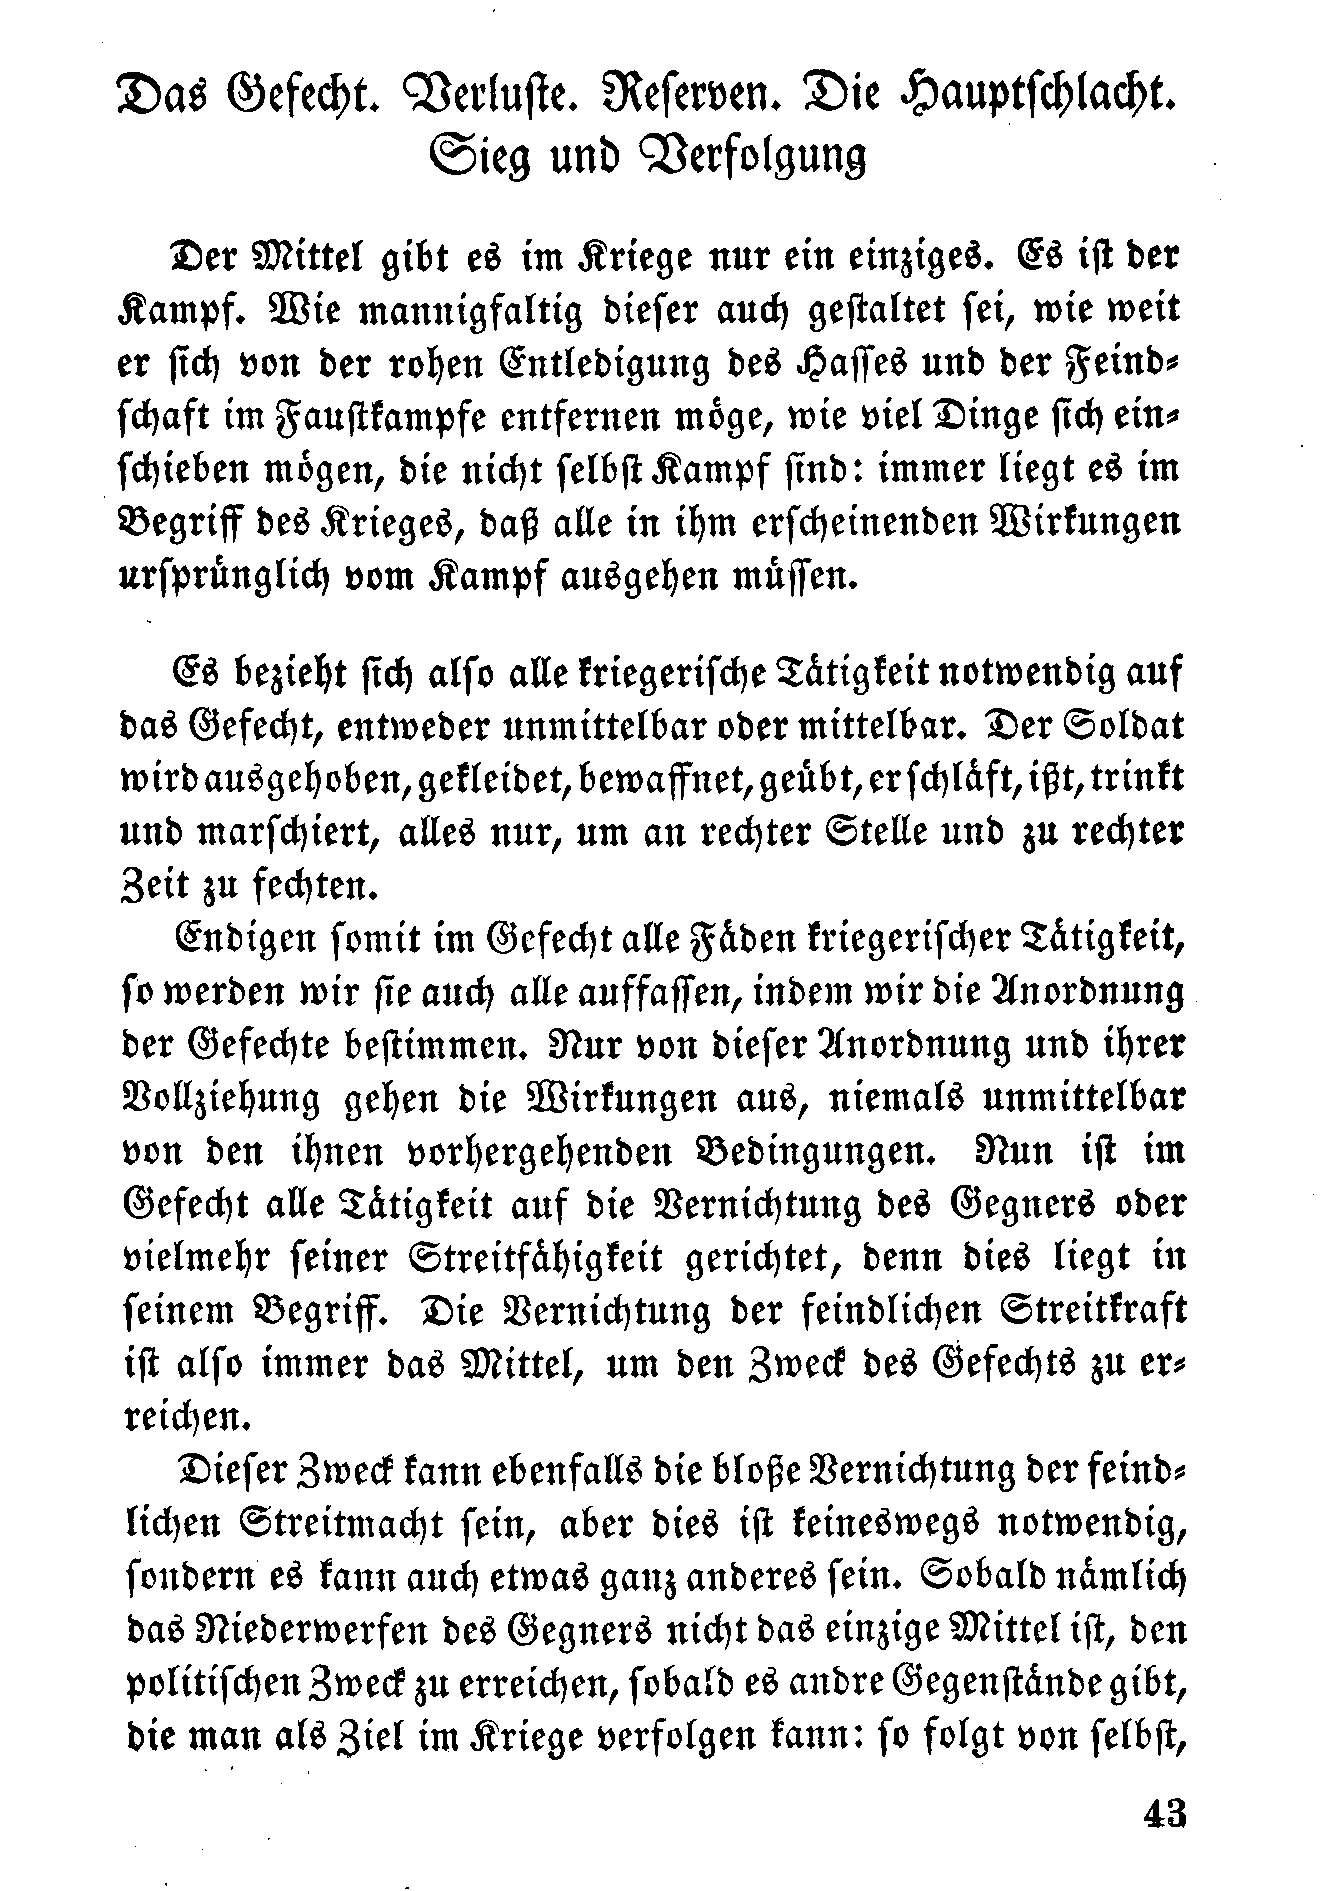 Das Gefecht. Verluste. Reserven. Die Hauptschlacht.
Sieg und Verfolgung
Der Mittel gibt es im Kriege nur ein einziges. Es ist der
Kampf. Wie mannigfaltig dieser auch gestaltet sei, wie weit
er sich von der rohen Entledigung des Hasses und der Feind-
schaft im Faustkampfe entfernen möge, wie viel Dinge sich ein-
schieben mögen, die nicht selbst Kampf sind: immer liegt es im
Begriff des Krieges, daß alle in ihm erscheinenden Wirkungen
ursprünglich vom Kampf ausgehen müssen.
Es bezieht sich also alle kriegerische Tätigkeit notwendig auf
das Gefecht, entweder unmittelbar oder mittelbar. Der Soldat
wird ausgehoben, gekleidet, bewaffnet, geübt, er schläft, ißt, trinkt
und marschiert, alles nur, um an rechter Stelle und zu rechter
Zeit zu fechten.
Endigen somit im Gefecht alle Fäden kriegerischer Tätigkeit,
so werden wir sie auch alle auffassen, indem wir die Anordnung
der Gefechte bestimmen. Nur von dieser Anordnung und ihrer
Vollziehung gehen die Wirkungen aus, niemals unmittelbar
von den ihnen vorhergehenden Bedingungen. Nun ist im
Gefecht alle Tätigkeit auf die Vernichtung des Gegners oder
vielmehr seiner Streitfähigkeit gerichtet, denn dies liegt in
seinem Begriff. Die Vernichtung der feindlichen Streitkraft
ist also immer das Mittel, um den Zweck des Gefechts zu er-
reichen.
Dieser Zweck kann ebenfalls die bloße Vernichtung der feind-
lichen Streitmacht sein, aber dies ist keineswegs notwendig,
sondern es kann auch etwas ganz anderes sein. Sobald nämlich
das Niederwerfen des Gegners nicht das einzige Mittel ist, den
politischen Zweck zu erreichen, sobald es andre Gegenstände gibt,
die man als Ziel im Kriege verfolgen kann: so folgt von selbst,
43